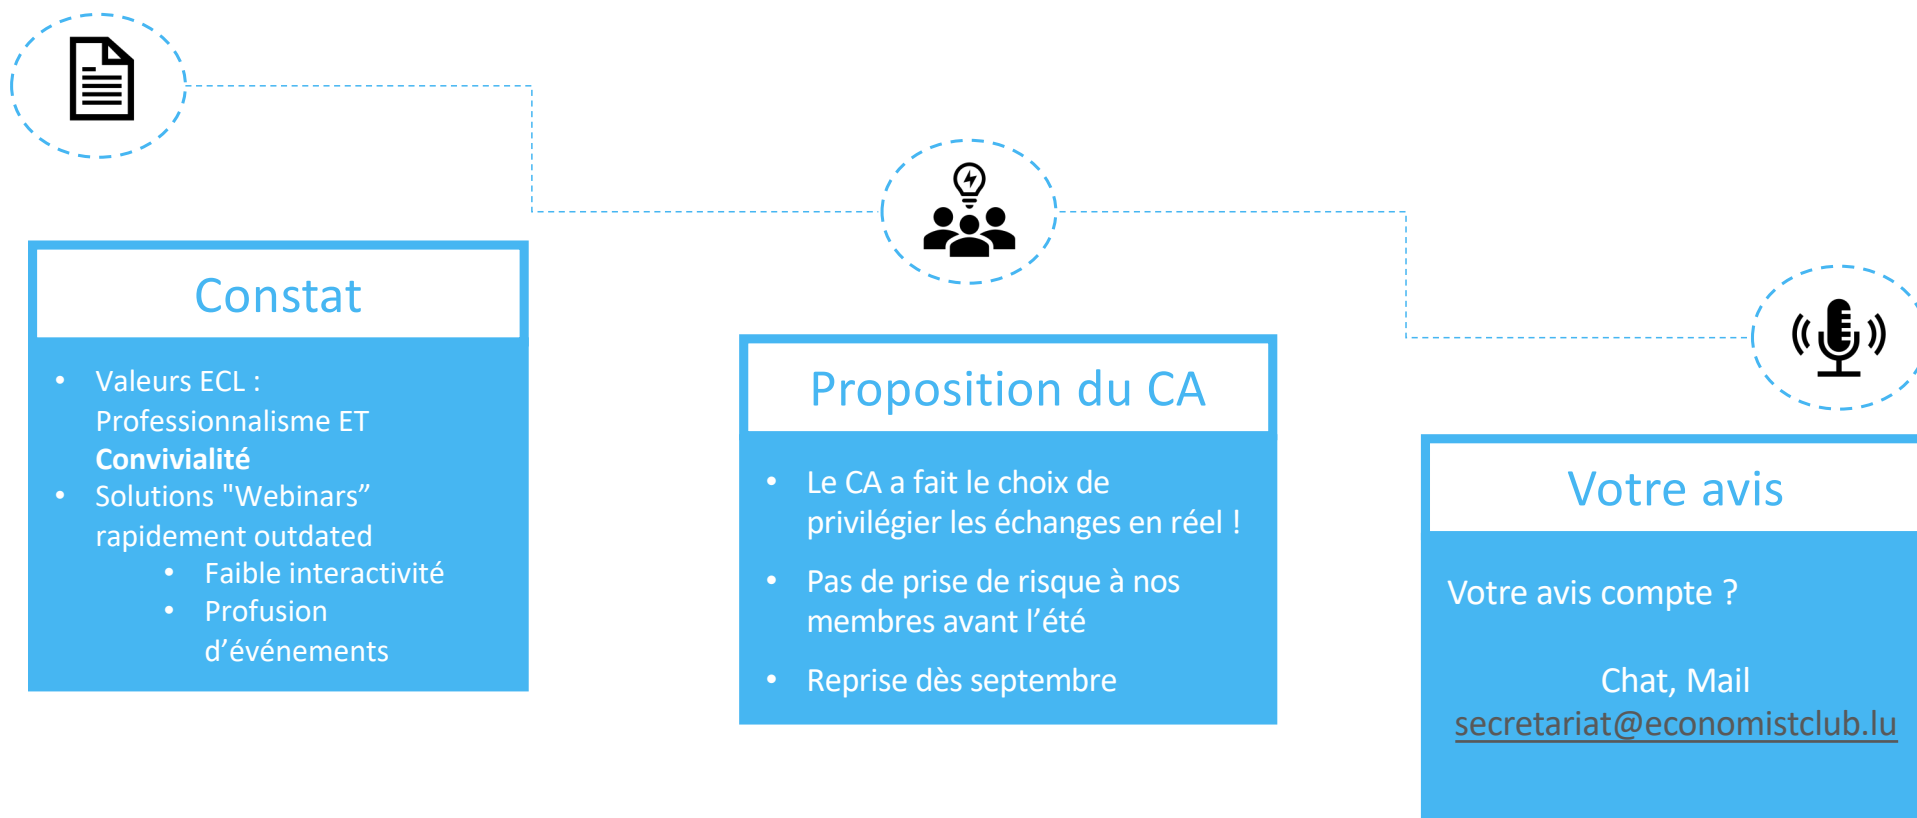 Constat
• Valeurs ECL :
Professionnalisme ET
Convivialité
• Solutions "Webinars”
rapidement outdated
• Faible interactivité
• Profusion
d’événements
Proposition du CA
• Le CA a fait le choix de
privilégier les échanges en réel !
• Pas de prise de risque à nos
membres avant l’été
• Reprise dès septembre
Votre avis
Votre avis compte ?
Chat, Mail
secretariat@economistclub.lu